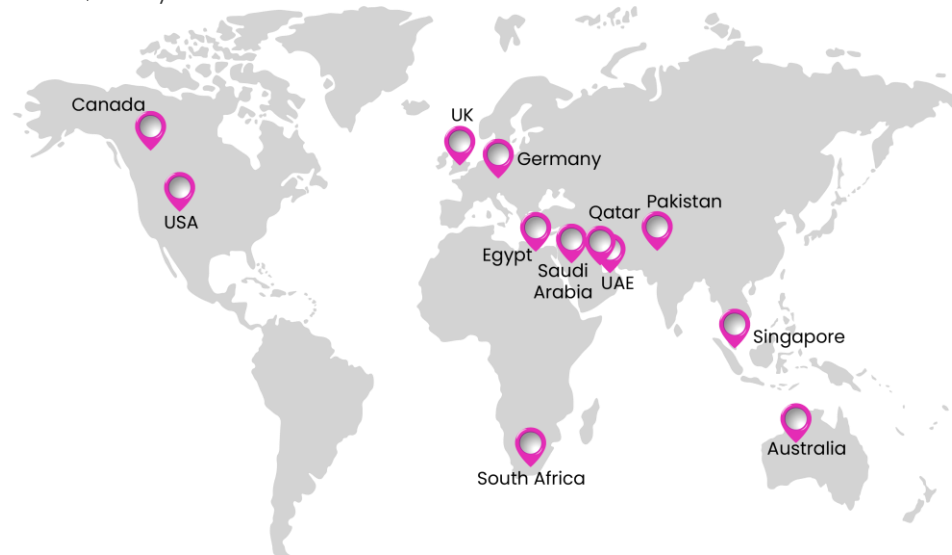 Canada
UK
Germany
USA
Qatar
Pakistan
Egypt
Saudi
Arabia
UAE
Singapore
Australia
South Africa